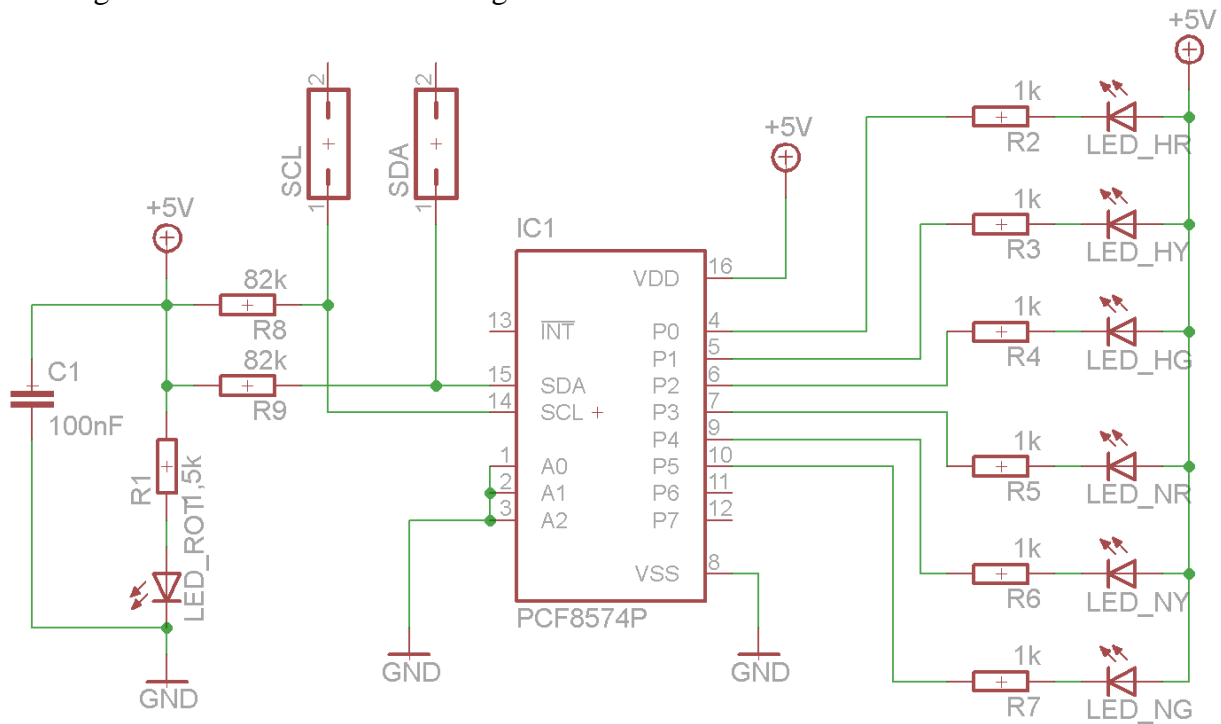 +5V
1k
R2
LED_HR
2
2
SCL
SDA
1
1
+5V
1k
R3
LED_HY
+5V
IC1
82k
R8
82k
R9
C1
100nF
R1
1,5k
LED_ROT
GND
13
INT
15
SDA
14
SCL
1
A0
2
A1
3
A2
VDD
16
P0
4
P1
5
P2
6
P3
7
P4
9
P5
10
P6
11
P7
12
VSS
8
PCF8574P
GND
GND
1k
R4
LED_HG
1k
R5
LED_NR
1k
R6
LED_NY
1k
R7
LED_NG